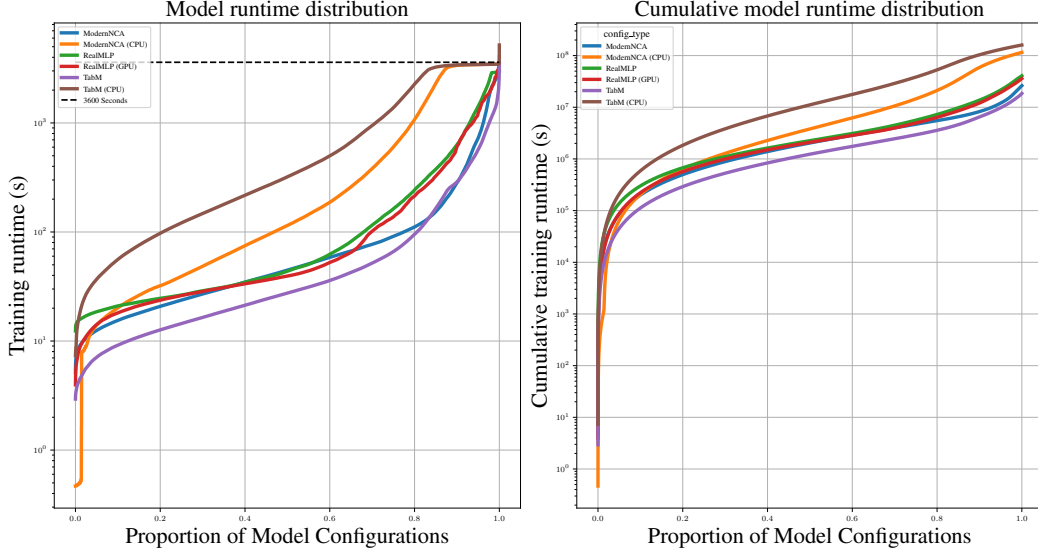 Model runtime distribution
Training runtime (s)
10³
10²
10¹
10⁰
ModernNCA
ModernNCA (CPU)
RealMLP
RealMLP (GPU)
TabM
TabM (CPU)
3600 Seconds
0.0 0.2 0.4 0.6 0.8 1.0
Proportion of Model Configurations
Cumulative model runtime distribution
Cumulative training runtime (s)
10⁸
10⁷
10⁶
10⁵
10⁴
10³
10²
10¹
10⁰
config_type
ModernNCA
ModernNCA (CPU)
RealMLP
RealMLP (GPU)
TabM
TabM (CPU)
0.0 0.2 0.4 0.6 0.8 1.0
Proportion of Model Configurations